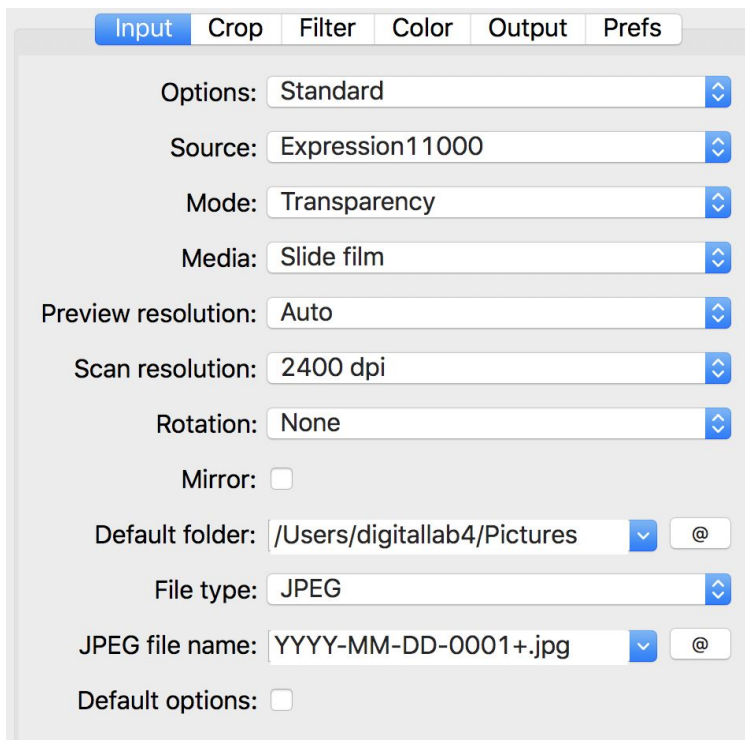 Input Crop Filter Color Output Prefs
Options: Standard
Source: Expression11000
Mode: Transparency
Media: Slide film
Preview resolution: Auto
Scan resolution: 2400 dpi
Rotation: None
Mirror:
Default folder: /Users/digitallab4/Pictures @
File type: JPEG
JPEG file name: YYYY-MM-DD-0001+.jpg @
Default options: